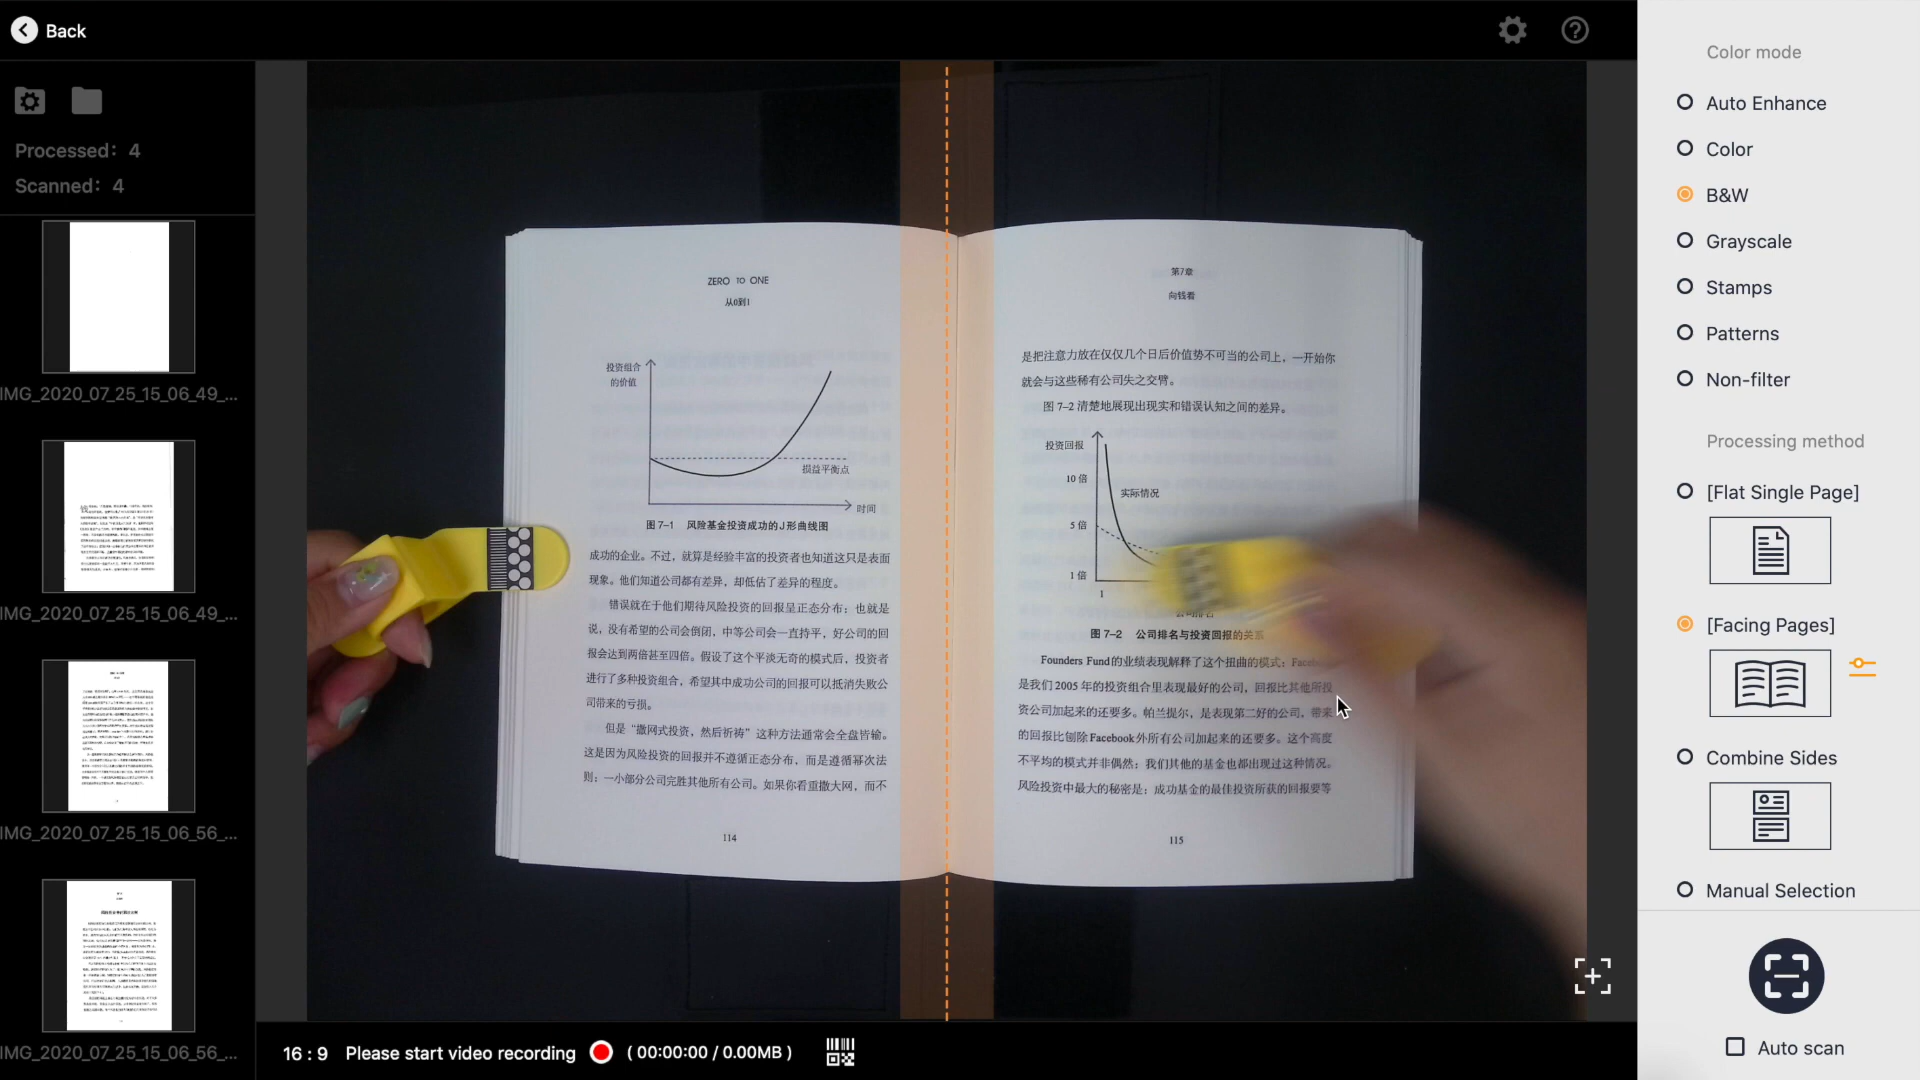 Back
Processed: 4
Scanned: 4
IMG_2020_07_25_15_06_49_...
IMG_2020_07_25_15_06_49_...
IMG_2020_07_25_15_06_56_...
IMG_2020_07_25_15_06_56_...
ZERO TO ONE
从0到1
投资组合
的价值
损益平衡点
时间
图 7-1 风险基金投资成功的J形曲线图
成功的企业。不过，就算是经验丰富的投资者也知道这只是表面
现象。他们知道公司都有差异，却低估了差异的程度。
错误就在于他们期待风险投资的回报呈正态分布：也就是
说，没有希望的公司会倒闭，中等公司会一直持平，好公司的回
报会达到两倍甚至四倍。假设了这个平淡无奇的模式后，投资者
进行了多种投资组合，希望其中成功公司的回报可以抵消失败公
司带来的亏损。
但是“撒网式投资，然后祈祷”这种方法通常会全盘皆输。
这是因为风险投资的回报并不遵循正态分布，而是遵循幂次法
则：一小部分公司完胜其他所有公司。如果你看重撒大网，而不
114
第7章
向钱看
是把注意力放在仅仅几个日后价值势不可当的公司上，一开始你
就会与这些稀有公司失之交臂。
图 7-2 清楚地展现出现实和错误认知之间的差异。
投资回报
10 倍
实际情况
5 倍
1 倍
1
图 7-2 公司排名与投资回报的关系
Founders Fund的业绩表现解释了这个扭曲的模式：
是我们 2005 年的投资组合里表现最好的公司，回报比其他所投
资公司加起来的还要多。帕兰提尔，是表现第二好的公司，带来
的回报比刨除Facebook外所有公司加起来的还要多。这个高度
不平均的模式并非偶然：我们其他的基金也都出现过这种情况。
风险投资中最大的秘密是：成功基金的最佳投资所获的回报要等
115
16 : 9 Please start video recording ( 00:00:00 / 0.00MB )
Color mode
Auto Enhance
Color
B&W
Grayscale
Stamps
Patterns
Non-filter
Processing method
[Flat Single Page]
[Facing Pages]
Combine Sides
Manual Selection
Auto scan